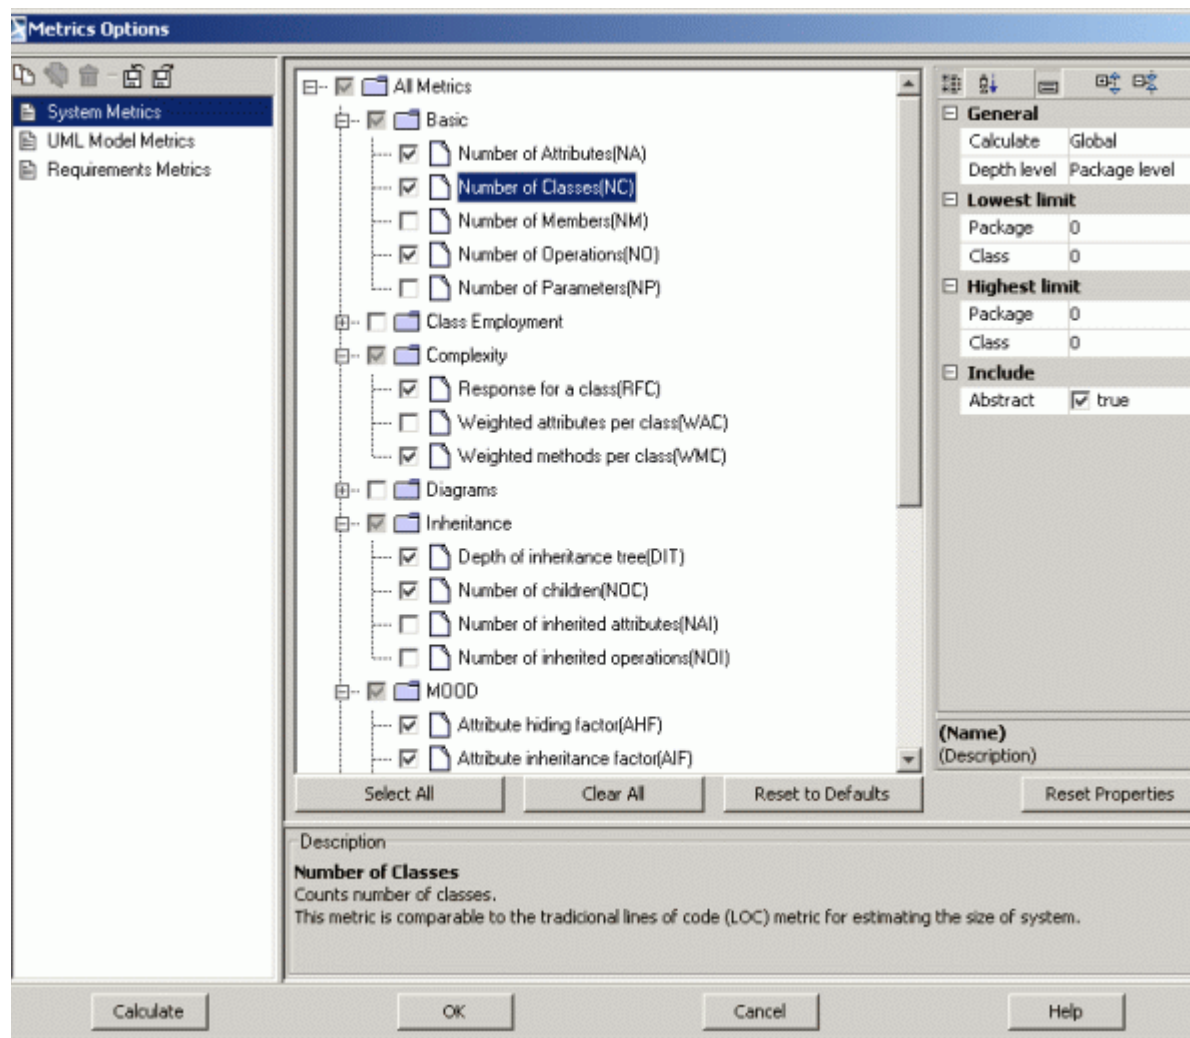 Metrics Options
System Metrics
UML Model Metrics
Requirements Metrics
All Metrics
Basic
Number of Attributes(NA)
Number of Classes(NC)
Number of Members(NM)
Number of Operations(NO)
Number of Parameters(NP)
Class Employment
Complexity
Response for a class(RFC)
Weighted attributes per class(WAC)
Weighted methods per class(WMC)
Diagrams
Inheritance
Depth of inheritance tree(DIT)
Number of children(NOC)
Number of inherited attributes(NAI)
Number of inherited operations(NOI)
MOOD
Attribute hiding factor(AHF)
Attribute inheritance factor(AIF)
Select All
Clear All
Reset to Defaults
General
Calculate Global
Depth level Package level
Lowest limit
Package 0
Class 0
Highest limit
Package 0
Class 0
Include
Abstract true
(Name)
(Description)
Reset Properties
Description
Number of Classes
Counts number of classes.
This metric is comparable to the tradicional lines of code (LOC) metric for estimating the size of system.
Calculate
OK
Cancel
Help